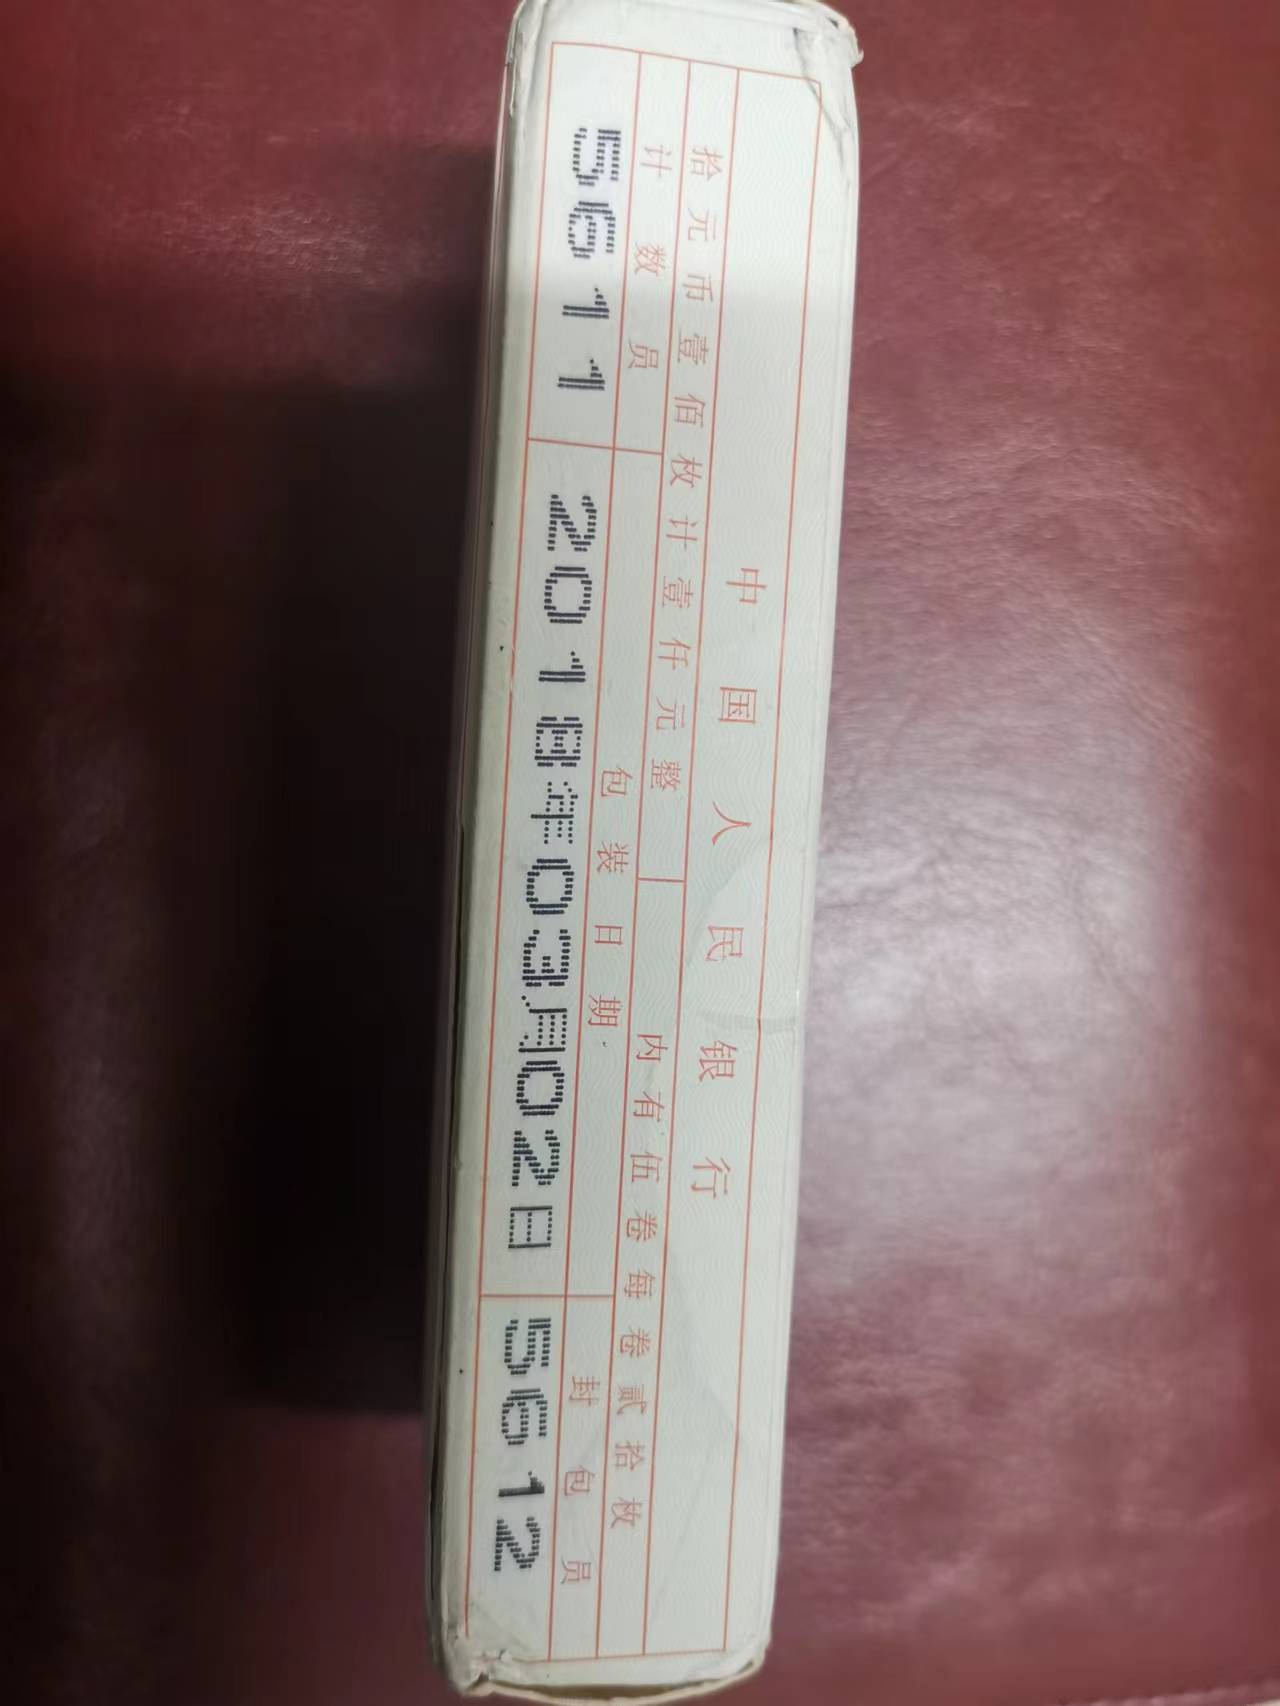 中国人民银行
拾元币壹佰枚计壹仟元整 内有伍卷每卷贰拾枚
计数员 包装日期 封包员
5611 2018年03月02日 5612